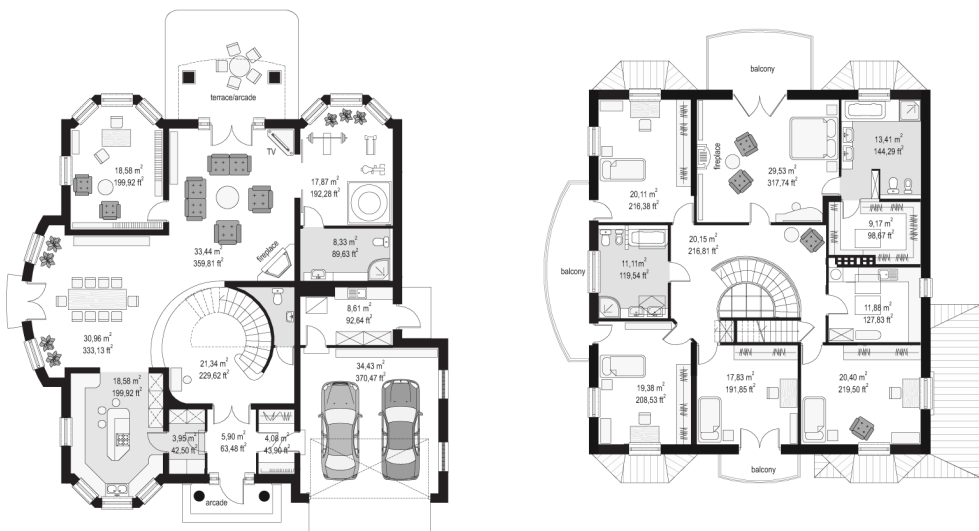 terrace/arcade
TV
18,58 m²
199,92 ft²
17,87 m²
192,28 ft²
33,44 m²
359,81 ft²
fireplace
8,33 m²
89,63 ft²
8,61 m²
92,64 ft²
30,96 m²
333,13 ft²
21,34 m²
229,62 ft²
34,43 m²
370,47 ft²
18,58 m²
199,92 ft²
3,95 m²
42,50 ft²
5,90 m²
63,48 ft²
4,08 m²
43,90 ft²
arcade
balcony
fireplace
13,41 m²
144,29 ft²
29,53 m²
317,74 ft²
20,11 m²
216,38 ft²
9,17 m²
98,67 ft²
20,15 m²
216,81 ft²
balcony
11,11m²
119,54 ft²
11,88 m²
127,83 ft²
19,38 m²
208,53 ft²
17,83 m²
191,85 ft²
20,40 m²
219,50 ft²
balcony